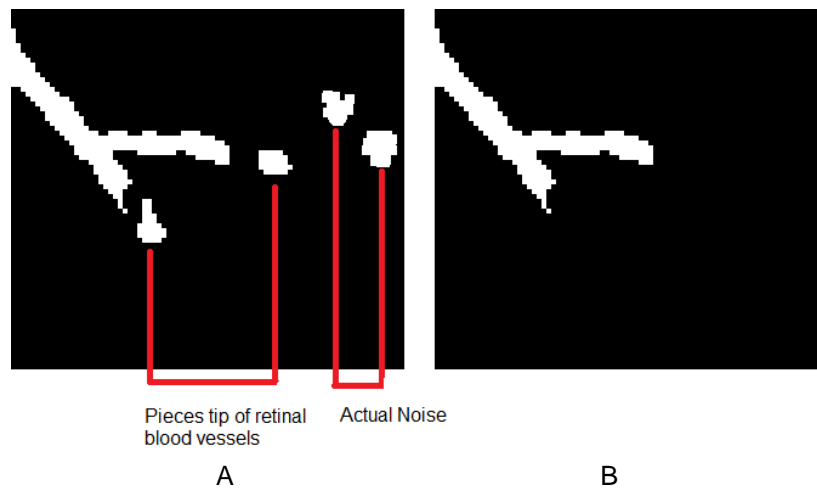 Pieces tip of retinal
blood vessels
Actual Noise
A
B